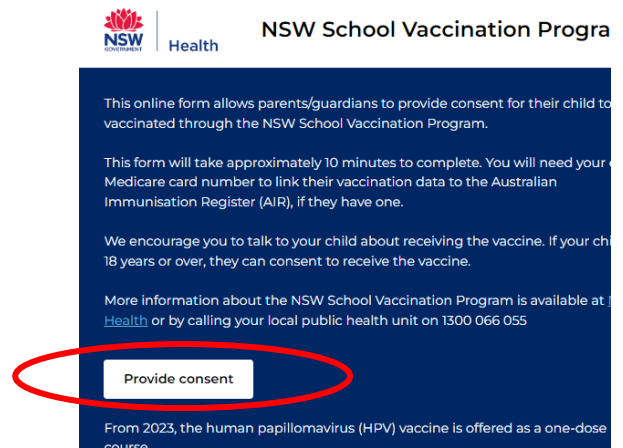 NSW School Vaccination Progra
NSW
GOVERNMENT
Health
This online form allows parents/guardians to provide consent for their child to
vaccinated through the NSW School Vaccination Program.
This form will take approximately 10 minutes to complete. You will need your
Medicare card number to link their vaccination data to the Australian
Immunisation Register (AIR), if they have one.
We encourage you to talk to your child about receiving the vaccine. If your chi
18 years or over, they can consent to receive the vaccine.
More information about the NSW School Vaccination Program is available at
Health or by calling your local public health unit on 1300 066 055
Provide consent
From 2023, the human papillomavirus (HPV) vaccine is offered as a one-dose
course